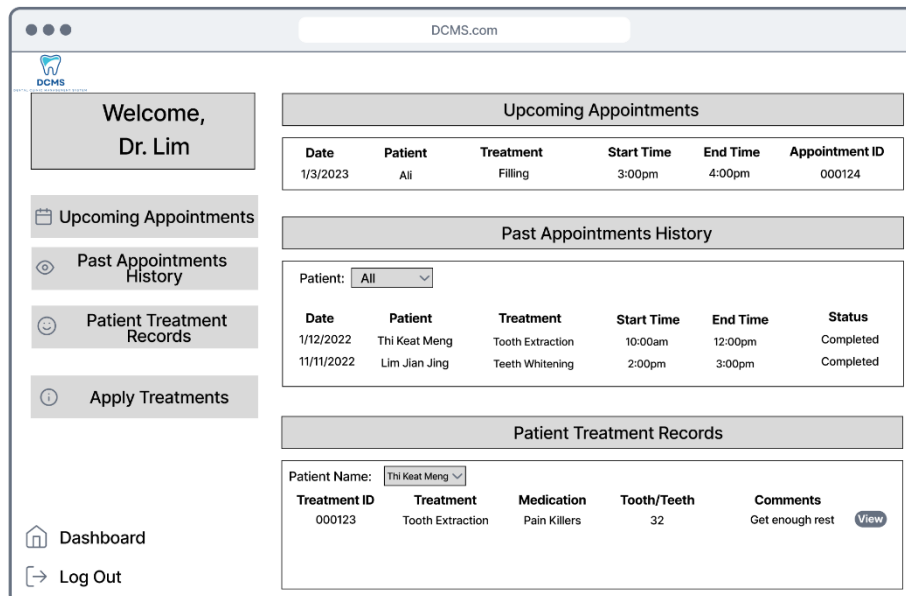 DCMS.com
DCMS
DENTAL CLINIC MANAGEMENT SYSTEM
Welcome,
Dr. Lim
Upcoming Appointments
Past Appointments
History
Patient Treatment
Records
Apply Treatments
Dashboard
Log Out
Upcoming Appointments
Date Patient Treatment Start Time End Time Appointment ID
1/3/2023 Ali Filling 3:00pm 4:00pm 000124
Past Appointments History
Patient: All
Date Patient Treatment Start Time End Time Status
1/12/2022 Thi Keat Meng Tooth Extraction 10:00am 12:00pm Completed
11/11/2022 Lim Jian Jing Teeth Whitening 2:00pm 3:00pm Completed
Patient Treatment Records
Patient Name: Thi Keat Meng
Treatment ID Treatment Medication Tooth/Teeth Comments
000123 Tooth Extraction Pain Killers 32 Get enough rest View